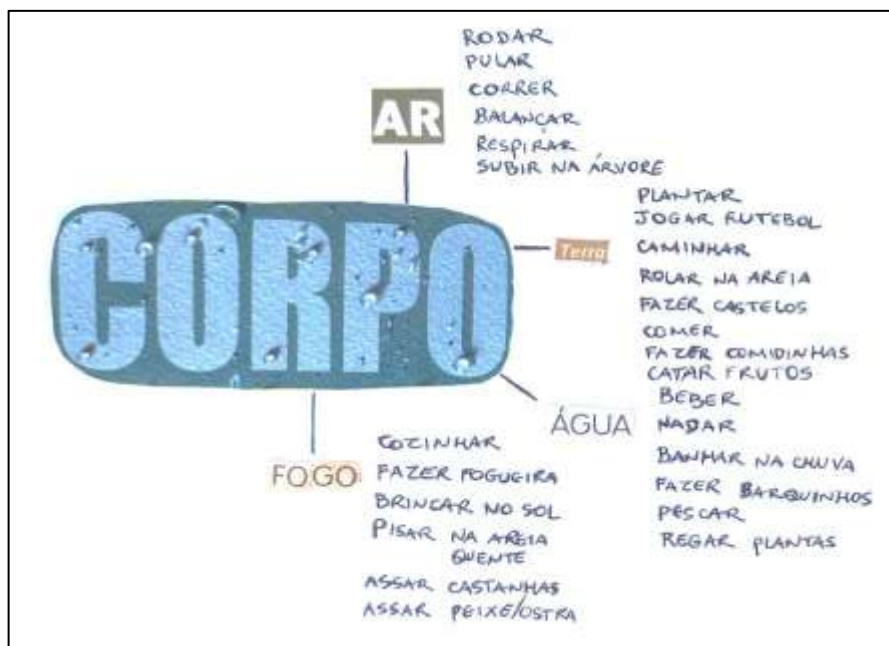 RODAR
PULAR
CORRER
BALANÇAR
RESPIRAR
SUBIR NA ÁRVORE
AR
CORPO
Terra
PLANTAR
JOGAR FUTEBOL
CAMINHAR
ROLAR NA AREIA
FAZER CASTELOS
COMER
FAZER COMIDINHAS
CATAR FRUTOS
ÁGUA
BEBER
NADAR
BANHAR NA CHUVA
FAZER BARQUINHOS
PESCAR
REGAR PLANTAS
FOGO
COZINHAR
FAZER FOGUEIRA
BRINCAR NO SOL
PISAR NA AREIA
QUENTE
ASSAR CASTANHAS
ASSAR PEIXE/OSTRA